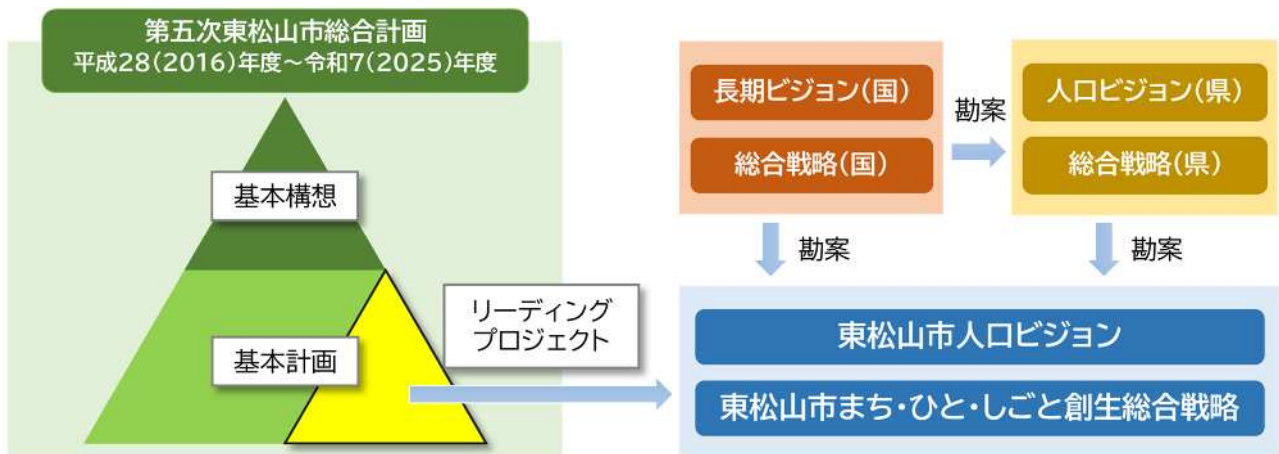 第五次東松山市総合計画
平成28(2016)年度～令和7(2025)年度
基本構想
基本計画
リーディング
プロジェクト
長期ビジョン(国)
総合戦略(国)
勘案
人口ビジョン(県)
総合戦略(県)
勘案
勘案
東松山市人口ビジョン
東松山市まち・ひと・しごと創生総合戦略